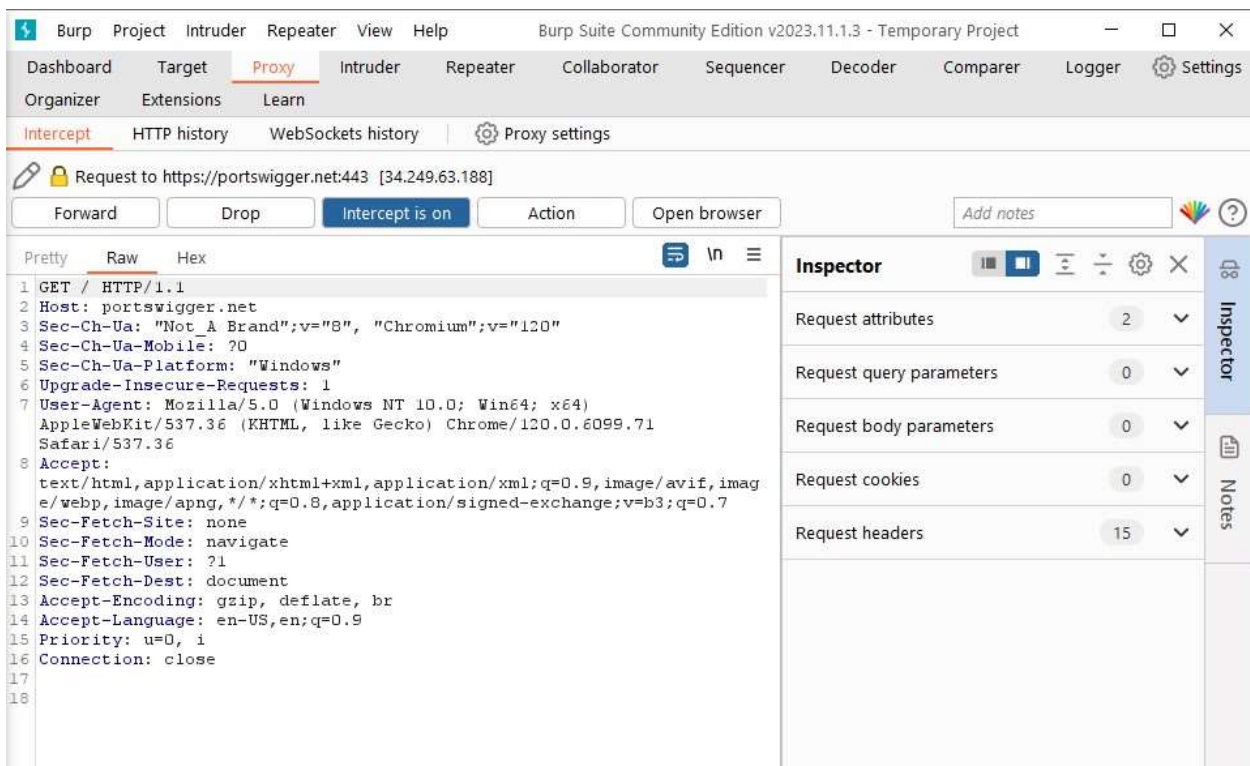 Burp Project Intruder Repeater View Help Burp Suite Community Edition v2023.11.1.3 - Temporary Project
Dashboard Target Proxy Intruder Repeater Collaborator Sequencer Decoder Comparer Logger Settings
Organizer Extensions Learn
Intercept HTTP history WebSockets history Proxy settings
Request to https://portswigger.net:443 [34.249.63.188]
Forward Drop Intercept is on Action Open browser Add notes
Pretty Raw Hex \n
1 GET / HTTP/1.1
2 Host: portswigger.net
3 Sec-Ch-Ua: "Not_A Brand";v="8", "Chromium";v="120"
4 Sec-Ch-Ua-Mobile: ?0
5 Sec-Ch-Ua-Platform: "Windows"
6 Upgrade-Insecure-Requests: 1
7 User-Agent: Mozilla/5.0 (Windows NT 10.0; Win64; x64)
AppleWebKit/537.36 (KHTML, like Gecko) Chrome/120.0.6099.71
Safari/537.36
8 Accept:
text/html,application/xhtml+xml,application/xml;q=0.9,image/avif,imag
e/webp,image/apng,*/*;q=0.8,application/signed-exchange;v=b3;q=0.7
9 Sec-Fetch-Site: none
10 Sec-Fetch-Mode: navigate
11 Sec-Fetch-User: ?1
12 Sec-Fetch-Dest: document
13 Accept-Encoding: gzip, deflate, br
14 Accept-Language: en-US,en;q=0.9
15 Priority: u=0, i
16 Connection: close
17
18
Inspector
Request attributes 2
Request query parameters 0
Request body parameters 0
Request cookies 0
Request headers 15
Inspector
Notes